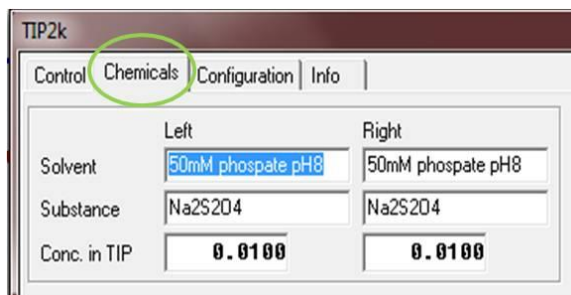 TIP2k
Control Chemicals Configuration Info
Left Right
Solvent 50mM phospate pH8 50mM phospate pH8
Substance Na2S2O4 Na2S2O4
Conc. in TIP 0.0100 0.0100